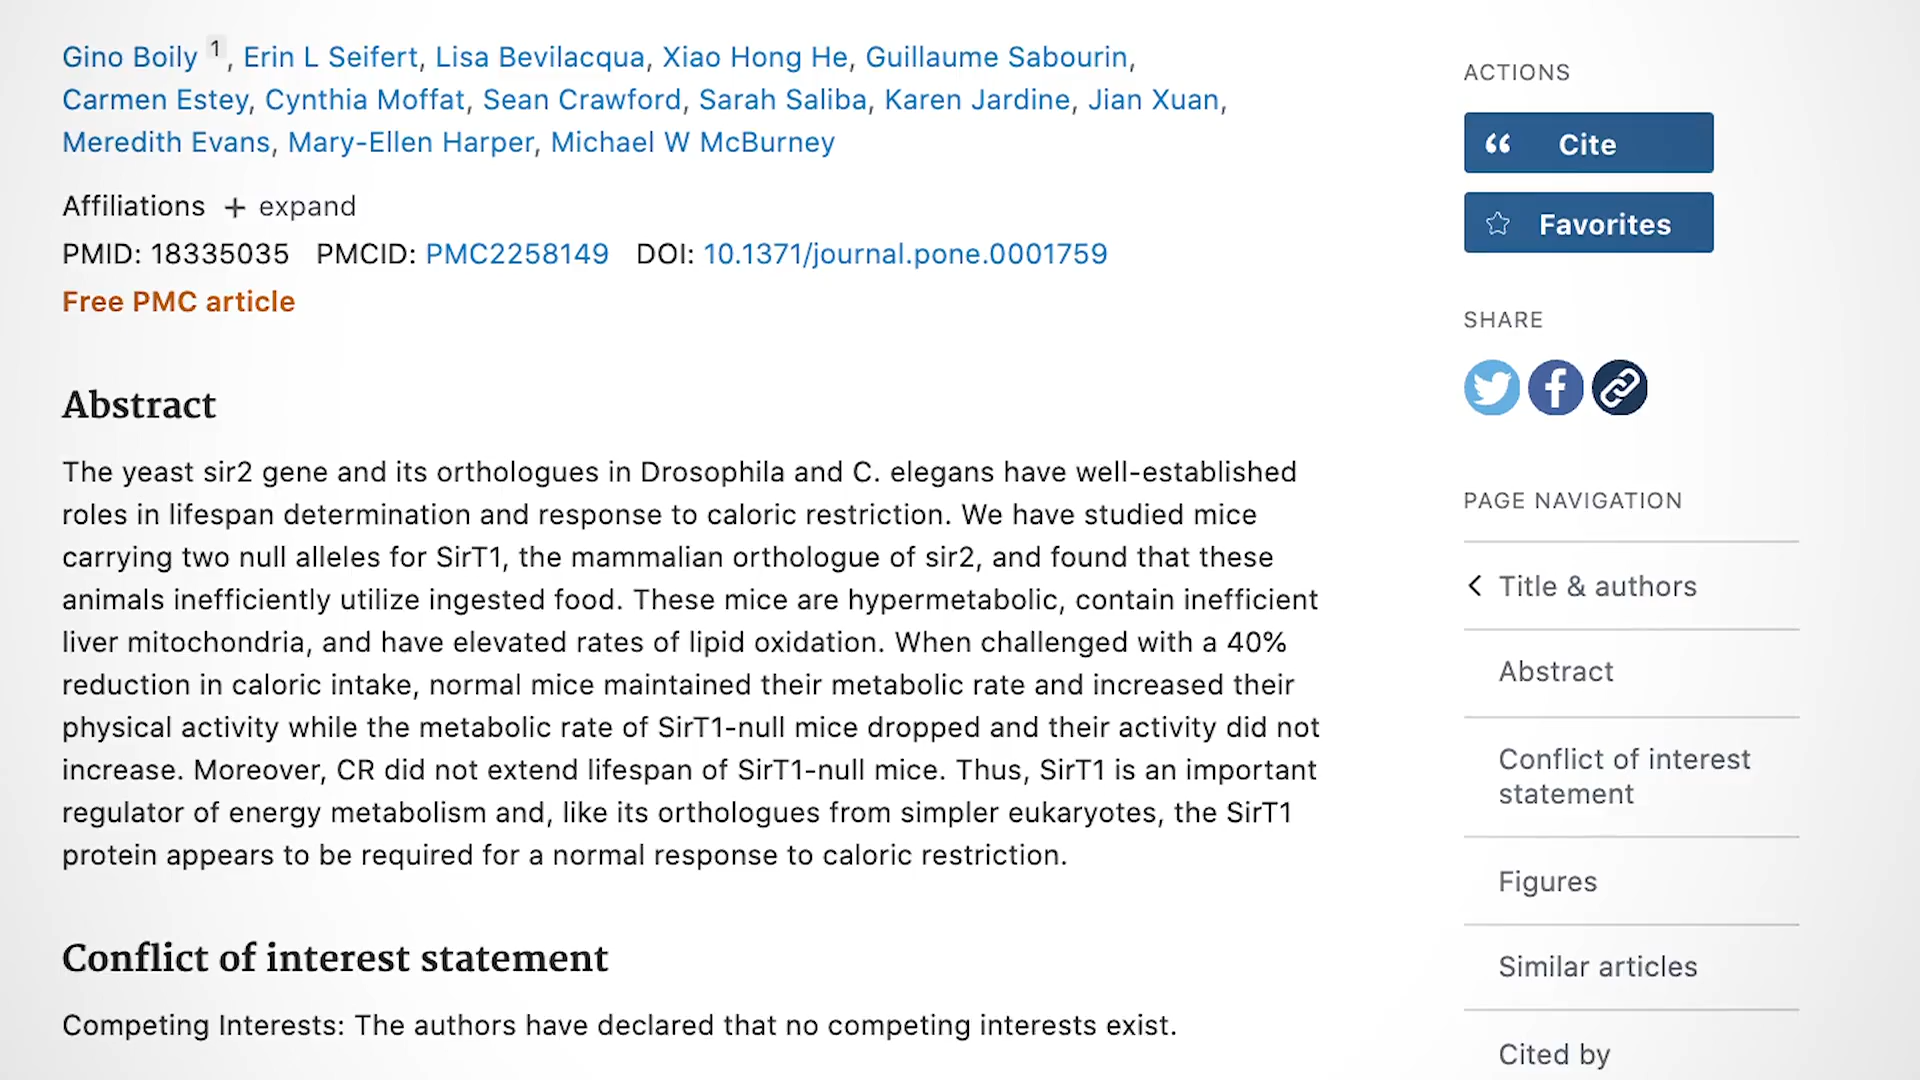 Gino Boily 1, Erin L Seifert, Lisa Bevilacqua, Xiao Hong He, Guillaume Sabourin,
Carmen Estey, Cynthia Moffat, Sean Crawford, Sarah Saliba, Karen Jardine, Jian Xuan,
Meredith Evans, Mary-Ellen Harper, Michael W McBurney
Affiliations + expand
PMID: 18335035 PMCID: PMC2258149 DOI: 10.1371/journal.pone.0001759
Free PMC article
Abstract
The yeast sir2 gene and its orthologues in Drosophila and C. elegans have well-established
roles in lifespan determination and response to caloric restriction. We have studied mice
carrying two null alleles for SirT1, the mammalian orthologue of sir2, and found that these
animals inefficiently utilize ingested food. These mice are hypermetabolic, contain inefficient
liver mitochondria, and have elevated rates of lipid oxidation. When challenged with a 40%
reduction in caloric intake, normal mice maintained their metabolic rate and increased their
physical activity while the metabolic rate of SirT1-null mice dropped and their activity did not
increase. Moreover, CR did not extend lifespan of SirT1-null mice. Thus, SirT1 is an important
regulator of energy metabolism and, like its orthologues from simpler eukaryotes, the SirT1
protein appears to be required for a normal response to caloric restriction.
Conflict of interest statement
Competing Interests: The authors have declared that no competing interests exist.
ACTIONS
Cite
Favorites
SHARE
PAGE NAVIGATION
Title & authors
Abstract
Conflict of interest
statement
Figures
Similar articles
Cited by